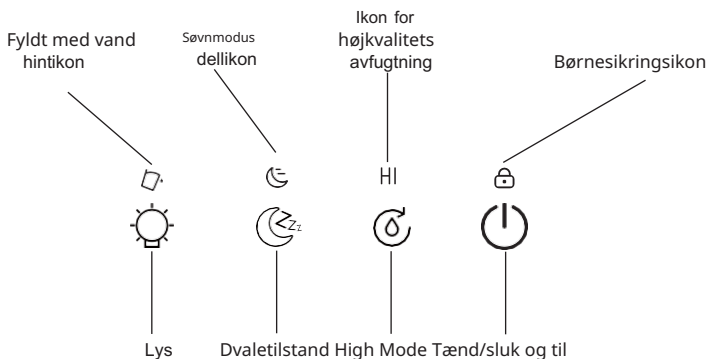 Fyldt med vand
hintikon
Søvnmodus
dellikon
Ikon for
højkvalitets
avfugtning
Børnesikringsikon
HI
ZZz
Lys
Dvaletilstand High Mode Tænd/sluk og til